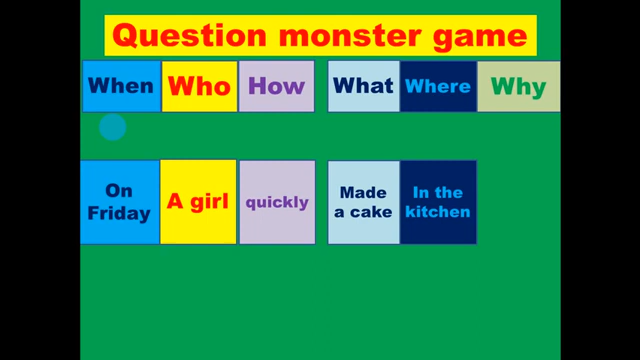 Question monster game
When Who How What Where Why
On Friday A girl quickly Made a cake In the kitchen